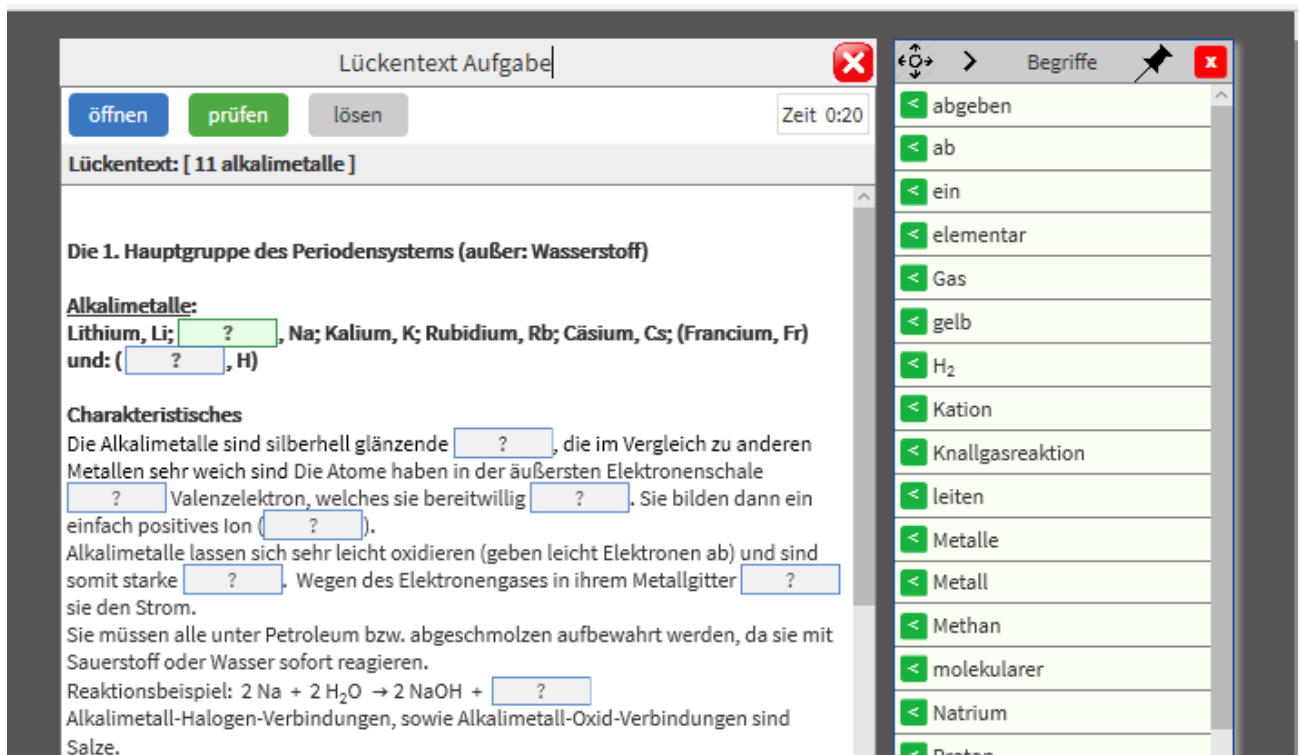 Lückentext Aufgabe
öffnen prüfen lösen Zeit 0:20
Lückentext: [ 11 alkalimetalle ]
Die 1. Hauptgruppe des Periodensystems (außer: Wasserstoff)
Alkalimetalle:
Lithium, Li; ? , Na; Kalium, K; Rubidium, Rb; Cäsium, Cs; (Francium, Fr)
und: ( ? , H)
Charakteristisches
Die Alkalimetalle sind silberhell glänzende ? , die im Vergleich zu anderen
Metallen sehr weich sind Die Atome haben in der äußersten Elektronenschale
? Valenzelektron, welches sie bereitwillig ? . Sie bilden dann ein
einfach positives Ion ( ? ).
Alkalimetalle lassen sich sehr leicht oxidieren (geben leicht Elektronen ab) und sind
somit starke ? . Wegen des Elektronengases in ihrem Metallgitter ?
sie den Strom.
Sie müssen alle unter Petroleum bzw. abgeschmolzen aufbewahrt werden, da sie mit
Sauerstoff oder Wasser sofort reagieren.
Reaktionsbeispiel: 2 Na + 2 H₂O → 2 NaOH + ?
Alkalimetall-Halogen-Verbindungen, sowie Alkalimetall-Oxid-Verbindungen sind
Salze.
> Begriffe x
< abgeben
< ab
< ein
< elementar
< Gas
< gelb
< H₂
< Kation
< Knallgasreaktion
< leiten
< Metalle
< Metall
< Methan
< molekularer
< Natrium